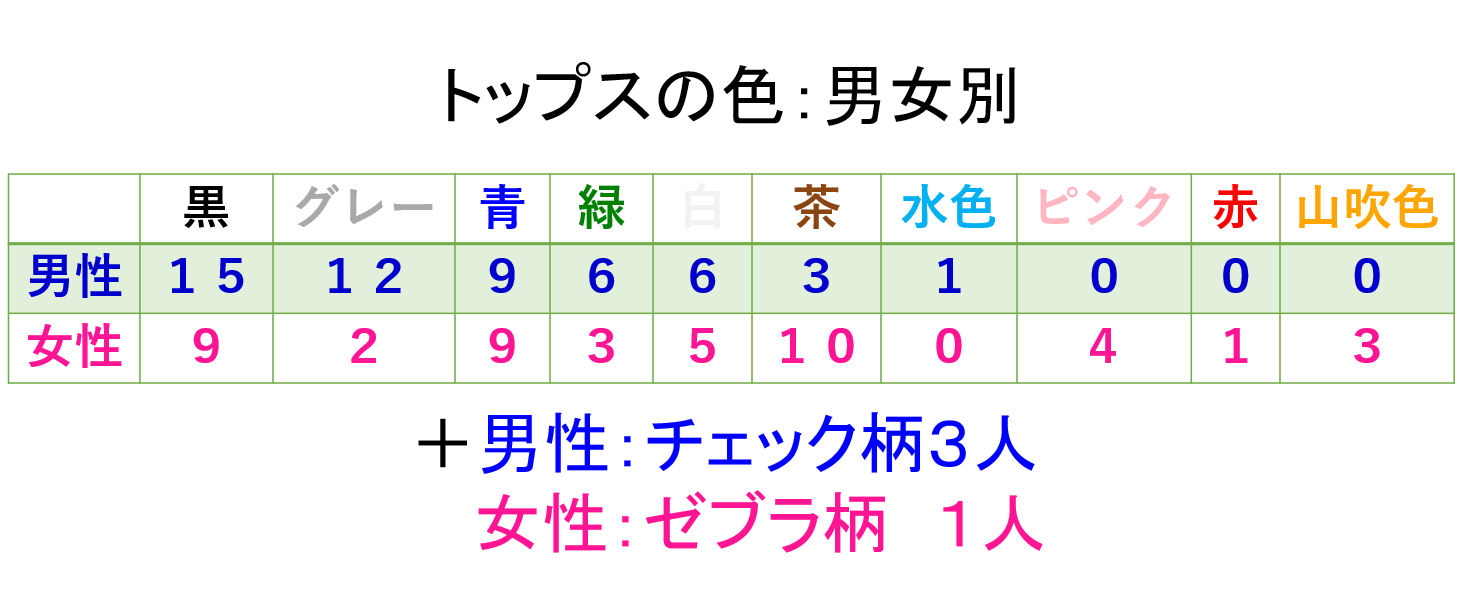 トップスの色：男女別
黒 グレー 青 緑 白 茶 水色 ピンク 赤 山吹色
男性 １５ １２ 9 6 6 3 1 0 0 0
女性 9 2 9 3 5 １０ 0 4 1 3
＋男性：チェック柄３人
女性：ゼブラ柄　１人